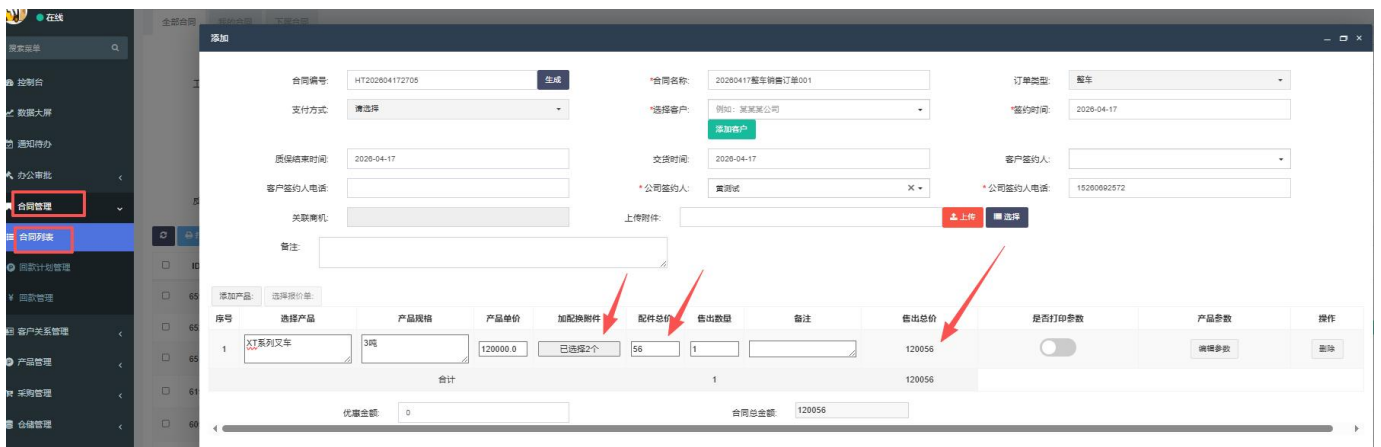 在线
全部合同 我的合同 下属合同
添加
搜索菜单
控制台
数据大屏
通知待办
办公审批
合同管理
合同列表
回款计划管理
回款管理
客户关系管理
产品管理
采购管理
仓储管理
合同编号: HT202604172705 生成 *合同名称: 20260417整车销售订单001 订单类型: 整车
支付方式: 请选择 *选择客户: 例如：某某某公司 *签约时间: 2026-04-17
添加客户
质保结束时间: 2026-04-17 交货时间: 2026-04-17 客户签约人:
客户签约人电话: *公司签约人: 黄测试 *公司签约人电话: 15260692572
关联商机: 上传附件: 上传 选择
备注:
ID
65
65
65
61
60
添加产品: 选择报价单:
序号 选择产品 产品规格 产品单价 加配换附件 配件总价 售出数量 备注 售出总价 是否打印参数 产品参数 操作
1 XT系列叉车 3吨 120000.0 已选择2个 56 1 120056 编辑参数 删除
合计 1 120056
优惠金额: 0 合同总金额: 120056